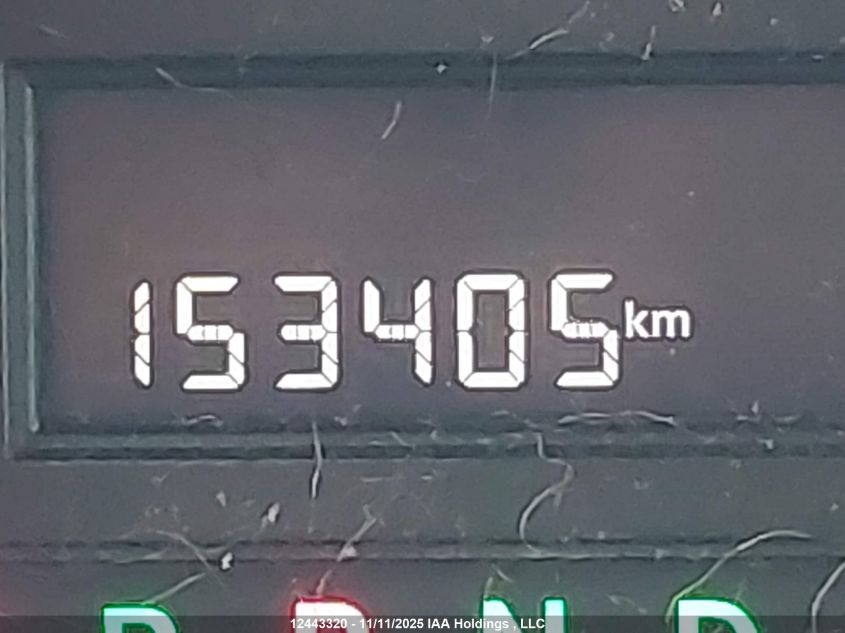 153405 km
P R N D
12443320 - 11/11/2025 IAA Holdings , LLC